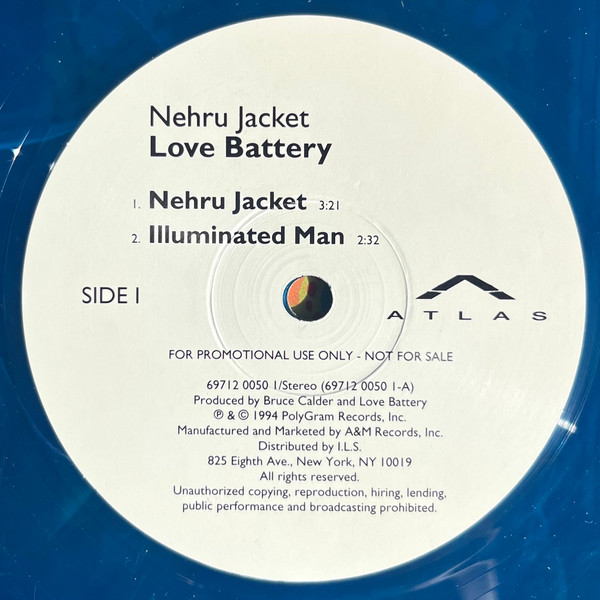 Nehru Jacket
Love Battery
1. Nehru Jacket 3:21
2. Illuminated Man 2:32
SIDE I
ATLAS
FOR PROMOTIONAL USE ONLY - NOT FOR SALE
69712 0050 1/Stereo (69712 0050 1-A)
Produced by Bruce Calder and Love Battery
℗ & © 1994 PolyGram Records, Inc.
Manufactured and Marketed by A&M Records, Inc.
Distributed by I.L.S.
825 Eighth Ave., New York, NY 10019
All rights reserved.
Unauthorized copying, reproduction, hiring, lending,
public performance and broadcasting prohibited.